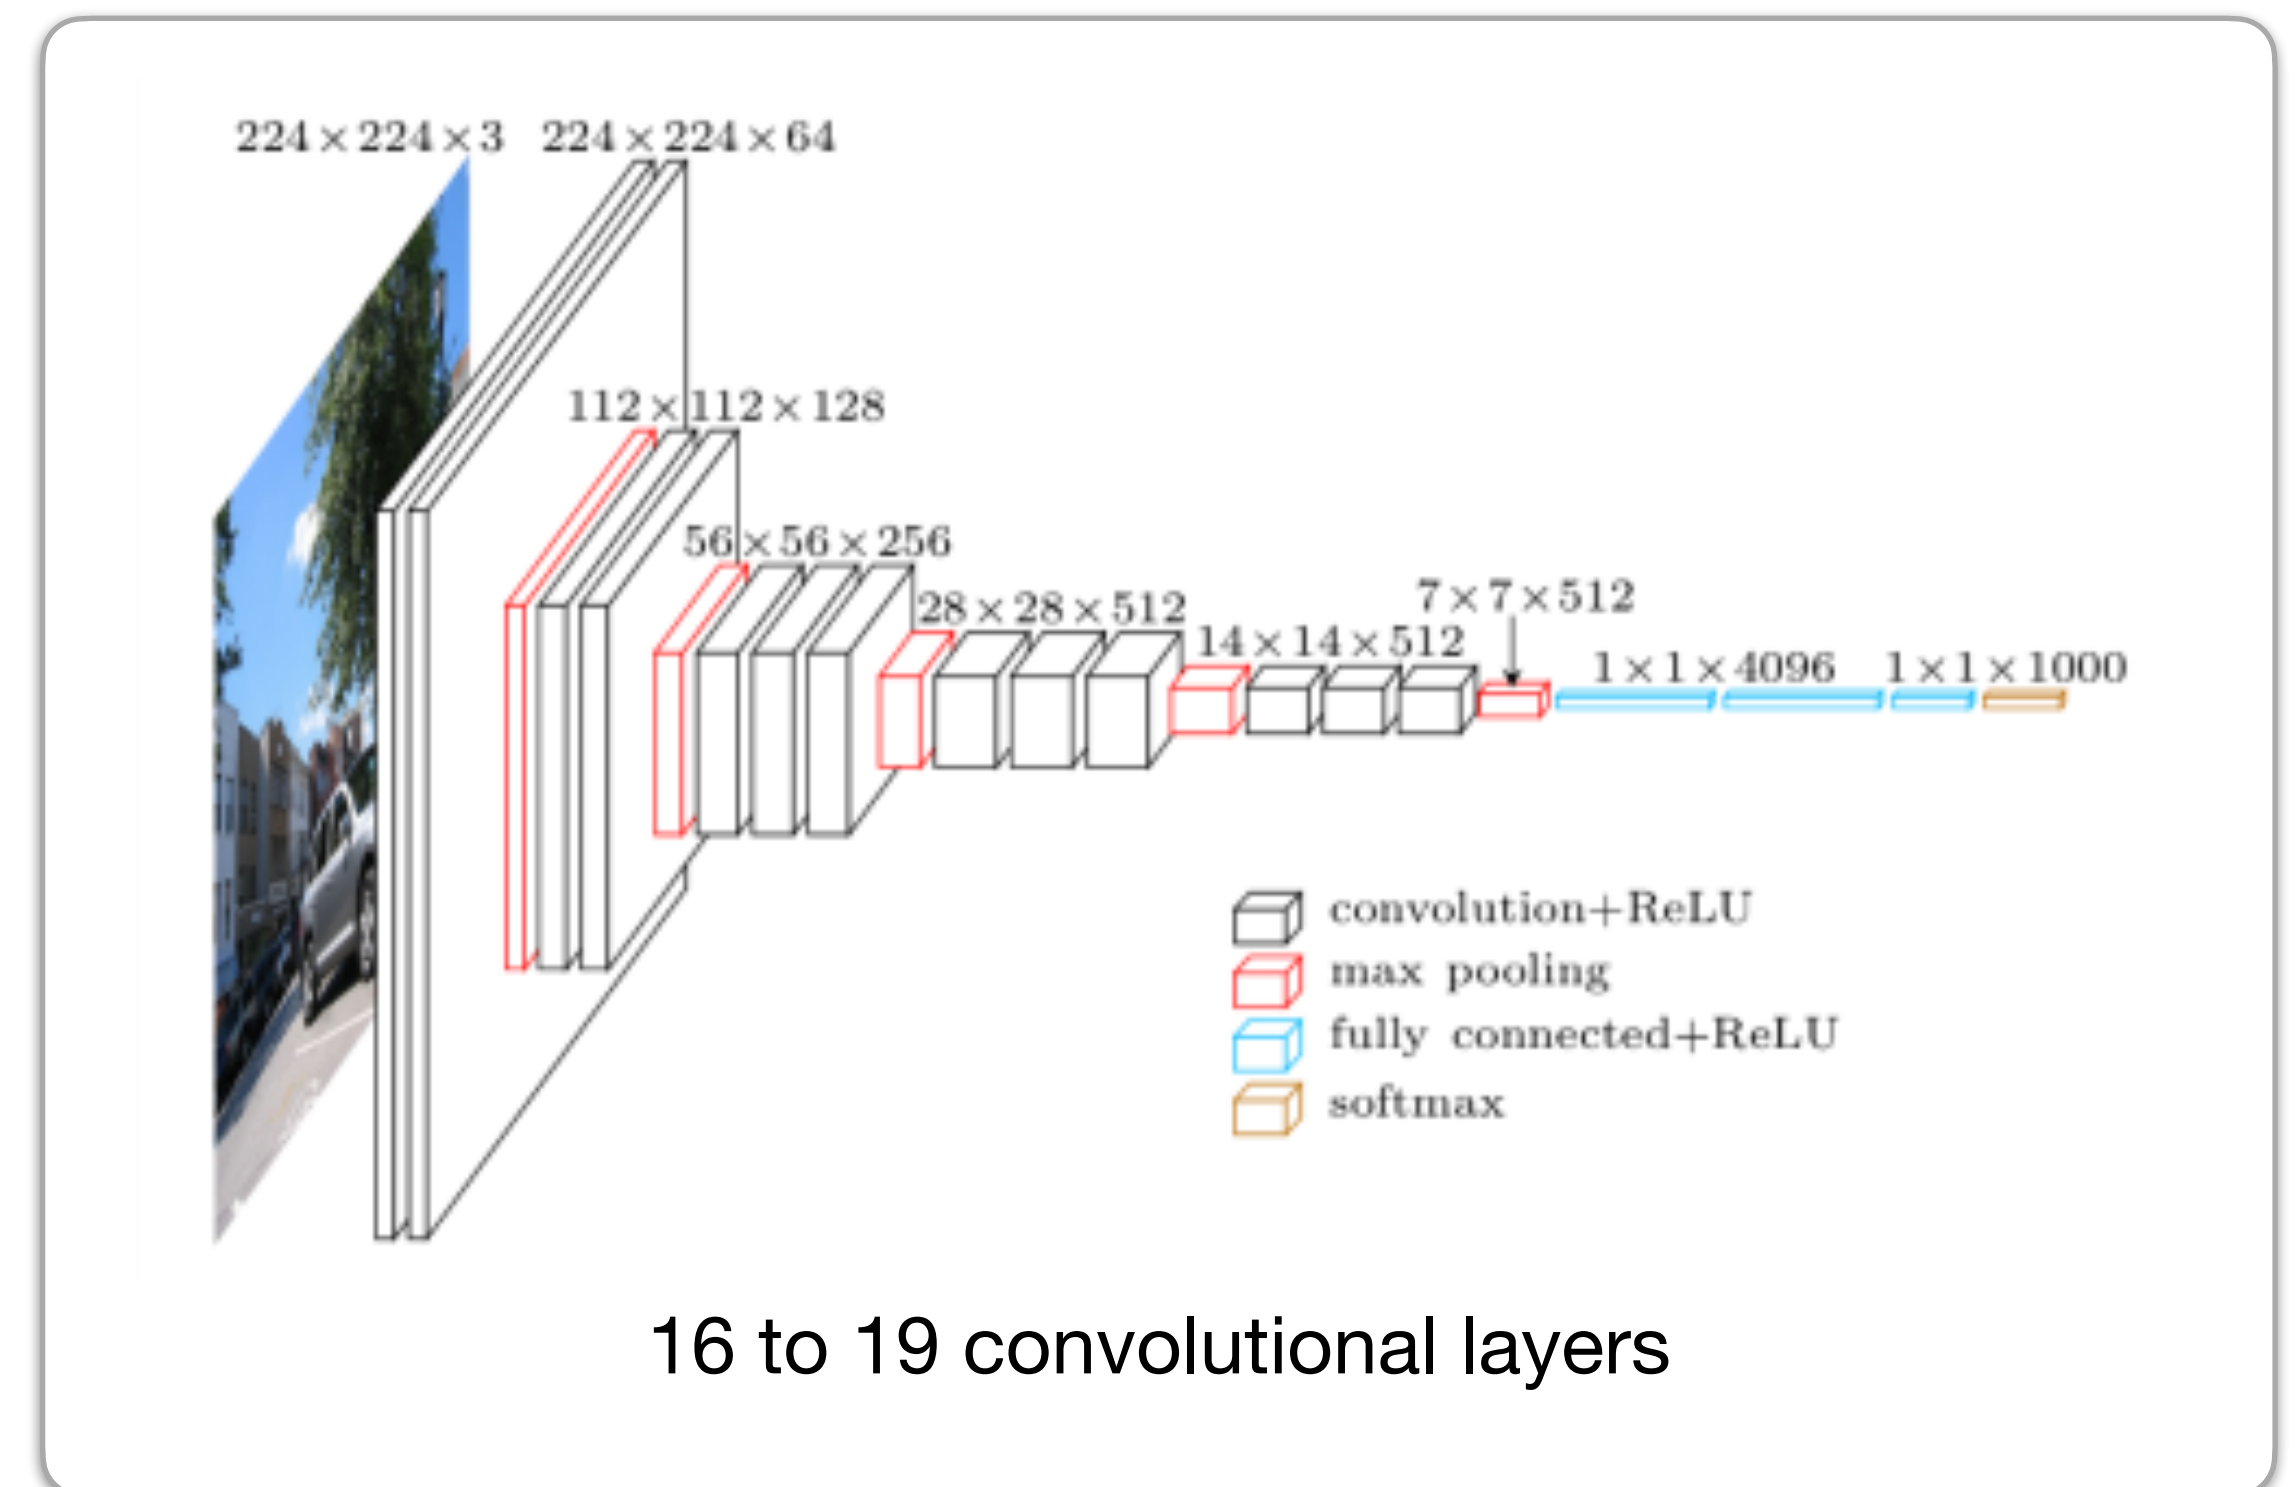 224×224×3 224×224×64
112×112×128
56×56×256
28×28×512
14×14×512
7×7×512
1×1×4096 1×1×1000
convolution+ReLU
max pooling
fully connected+ReLU
softmax
16 to 19 convolutional layers